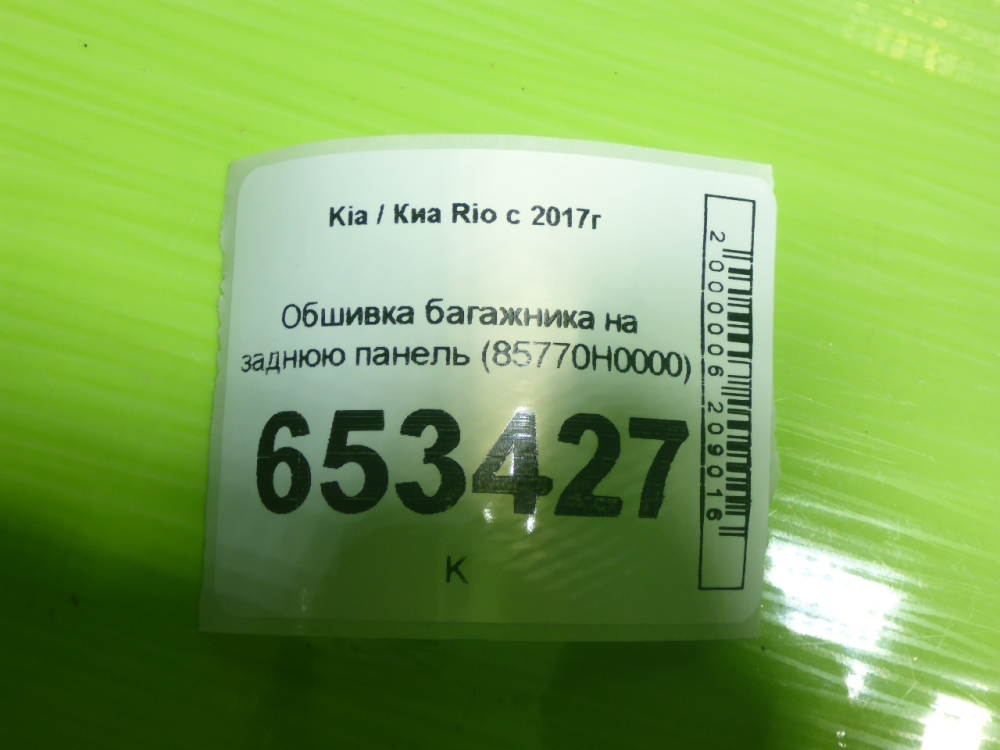 Kia / Киа Rio с 2017г
Обшивка багажника на
заднюю панель (85770H0000)
653427
К
2000006209016